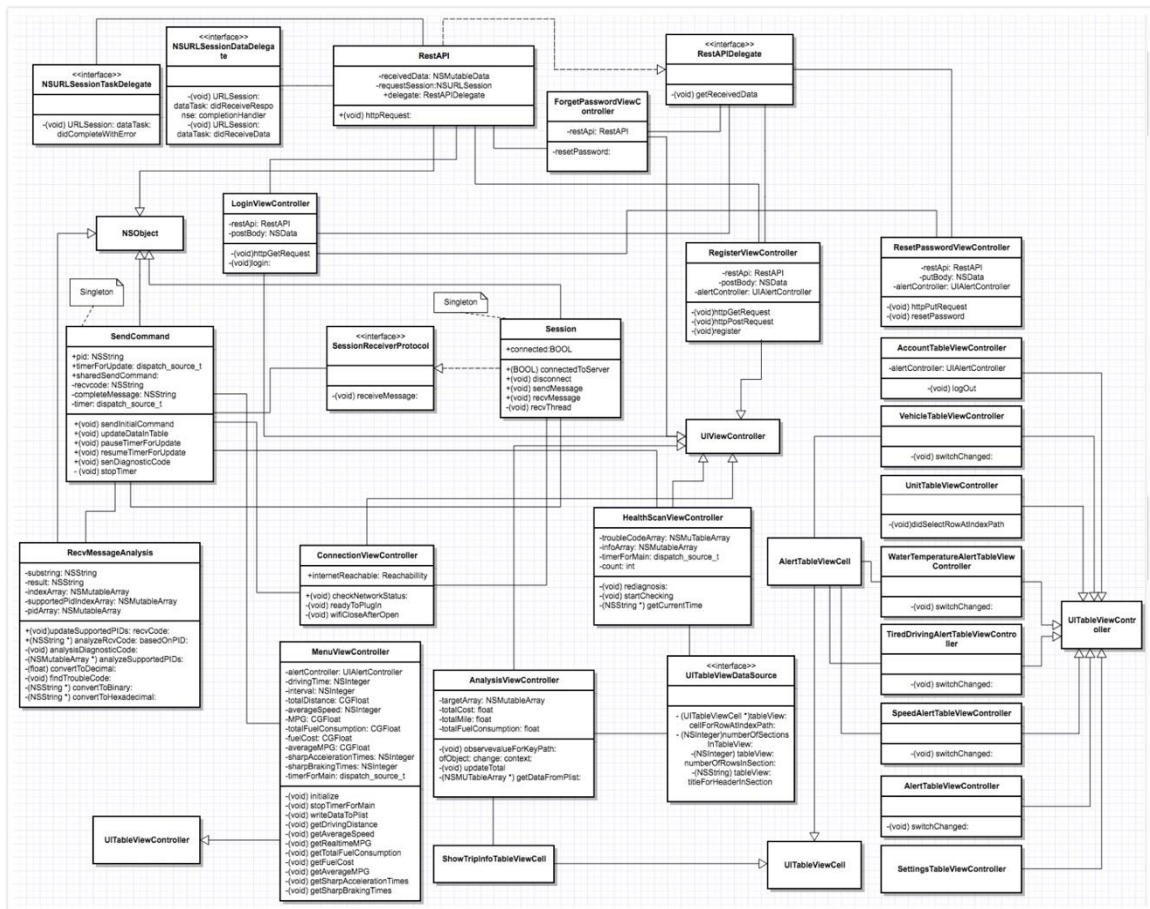 <<interface>>
NSURLSessionTaskDelegate
-(void) URLSession: dataTask:
didCompleteWithError
<<interface>>
NSURLSessionDataDelegate
-(void) URLSession:
dataTask: didReceiveRespo
nse: completionHandler
-(void) URLSession:
dataTask: didReceiveData
RestAPI
-receivedData: NSMutableData
-requestSession:NSURLSession
+delegate: RestAPIDelegate
+(void) httpRequest:
<<interface>>
RestAPIDelegate
-(void) getReceivedData
ForgetPasswordViewC
ontroller
-restApi: RestAPI
-resetPassword:
NSObject
LoginViewController
-restApi: RestAPI
-postBody: NSData
-(void)httpGetRequest
-(void)login:
RegisterViewController
-restApi: RestAPI
-postBody: NSData
-alertController: UIAlertController
-(void)httpGetRequest
-(void)httpPostRequest
-(void)register
ResetPasswordViewController
-restApi: RestAPI
-putBody: NSData
-alertController: UIAlertController
-(void) httpPutRequest
-(void) resetPassword
Singleton
SendCommand
+pid: NSString
+timerForUpdate: dispatch_source_t
+sharedSendCommand:
-recvcode: NSString
-completeMessage: NSString
-timer: dispatch_source_t
+(void) sendInitialCommand
+(void) updateDataInTable
+(void) pauseTimerForUpdate
+(void) resumeTimerForUpdate
+(void) senDiagnosticCode
- (void) stopTimer
<<interface>>
SessionReceiverProtocol
-(void) receiveMessage:
Singleton
Session
+connected:BOOL
+(BOOL) connectedToServer
+(void) disconnect
+(void) sendMessage
+(void) recvMessage
-(void) recvThread
UIViewController
AccountTableViewController
-alertController: UIAlertController
-(void) logOut
VehicleTableViewController
-(void) switchChanged:
UnitTableViewController
-(void)didSelectRowAtIndexPath
AlertTableViewCell
WaterTemperatureAlertTableView
Controller
-(void) switchChanged:
TiredDrivingAlertTableViewContro
ller
-(void) switchChanged:
UITableViewContr
oller
SpeedAlertTableViewController
-(void) switchChanged:
AlertTableViewController
-(void) switchChanged:
SettingsTableViewController
RecvMessageAnalysis
-substring: NSString
-result: NSString
-indexArray: NSMutableArray
-supportedPidIndexArray: NSMutableArray
-pidArray: NSMutableArray
+(void)updateSupportedPIDs: recvCode:
+(NSString *) analyzeRcvCode: basedOnPID:
-(void) analysisDiagnosticCode:
-(NSMutableArray *) analyzeSupportedPIDs:
-(float) convertToDecimal:
-(void) findTroubleCode:
-(NSString *) convertToBinary:
-(NSString *) convertToHexadecimal:
ConnectionViewController
+internetReachable: Reachability
+(void) checkNetworkStatus:
-(void) readyToPlugIn
-(void) wifiCloseAfterOpen
HealthScanViewController
-troubleCodeArray: NSMuTableArray
-infoArray: NSMutableArray
-timerForMain: dispatch_source_t
-count: int
-(void) rediagnosis:
-(void) startChecking:
-(NSString *) getCurrentTime
MenuViewController
-alertController: UIAlertController
-drivingTime: NSInteger
-interval: NSInteger
-totalDistance: CGFloat
-averageSpeed: NSInteger
-MPG: CGFloat
-totalFuelConsumption: CGFloat
-fuelCost: CGFloat
-averageMPG: CGFloat
-sharpAccelerationTimes: NSInteger
-sharpBrakingTimes: NSInteger
-timerForMain: dispatch_source_t
-(void) initialize
-(void) stopTimerForMain
-(void) writeDataToPlist
-(void) getDrivingDistance
-(void) getAverageSpeed
-(void) getRealtimeMPG
-(void) getTotalFuelConsumption
-(void) getFuelCost
-(void) getAverageMPG
-(void) getSharpAccelerationTimes
-(void) getSharpBrakingTimes
UITableViewController
AnalysisViewController
-targetArray: NSMutableArray
-totalCost: float
-totalMile: float
-totalFuelConsumption: float
-(void) observevalueForKeyPath:
ofObject: change: context:
-(void) updateTotal
-(NSMUTableArray *) getDataFromPlist:
<<interface>>
UITableViewDataSource
- (UITableViewCell *)tableView:
cellForRowAtIndexPath:
- (NSInteger)numberOfSections
InTableView:
-(NSInteger) tableView:
numberOfRowsInSection:
-(NSString) tableView:
titleForHeaderInSection
ShowTripInfoTableViewCell
UITableViewCell